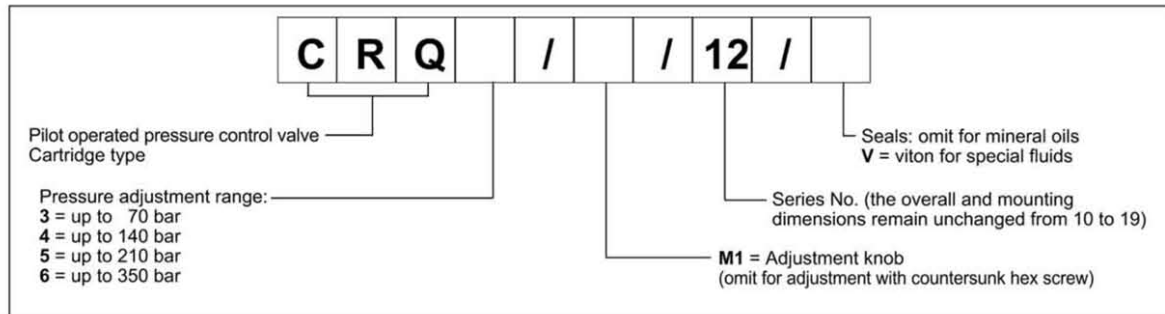 C R Q / / 12 /
Pilot operated pressure control valve
Cartridge type
Pressure adjustment range:
3 = up to 70 bar
4 = up to 140 bar
5 = up to 210 bar
6 = up to 350 bar
Seals: omit for mineral oils
V = viton for special fluids
Series No. (the overall and mounting
dimensions remain unchanged from 10 to 19)
M1 = Adjustment knob
(omit for adjustment with countersunk hex screw)